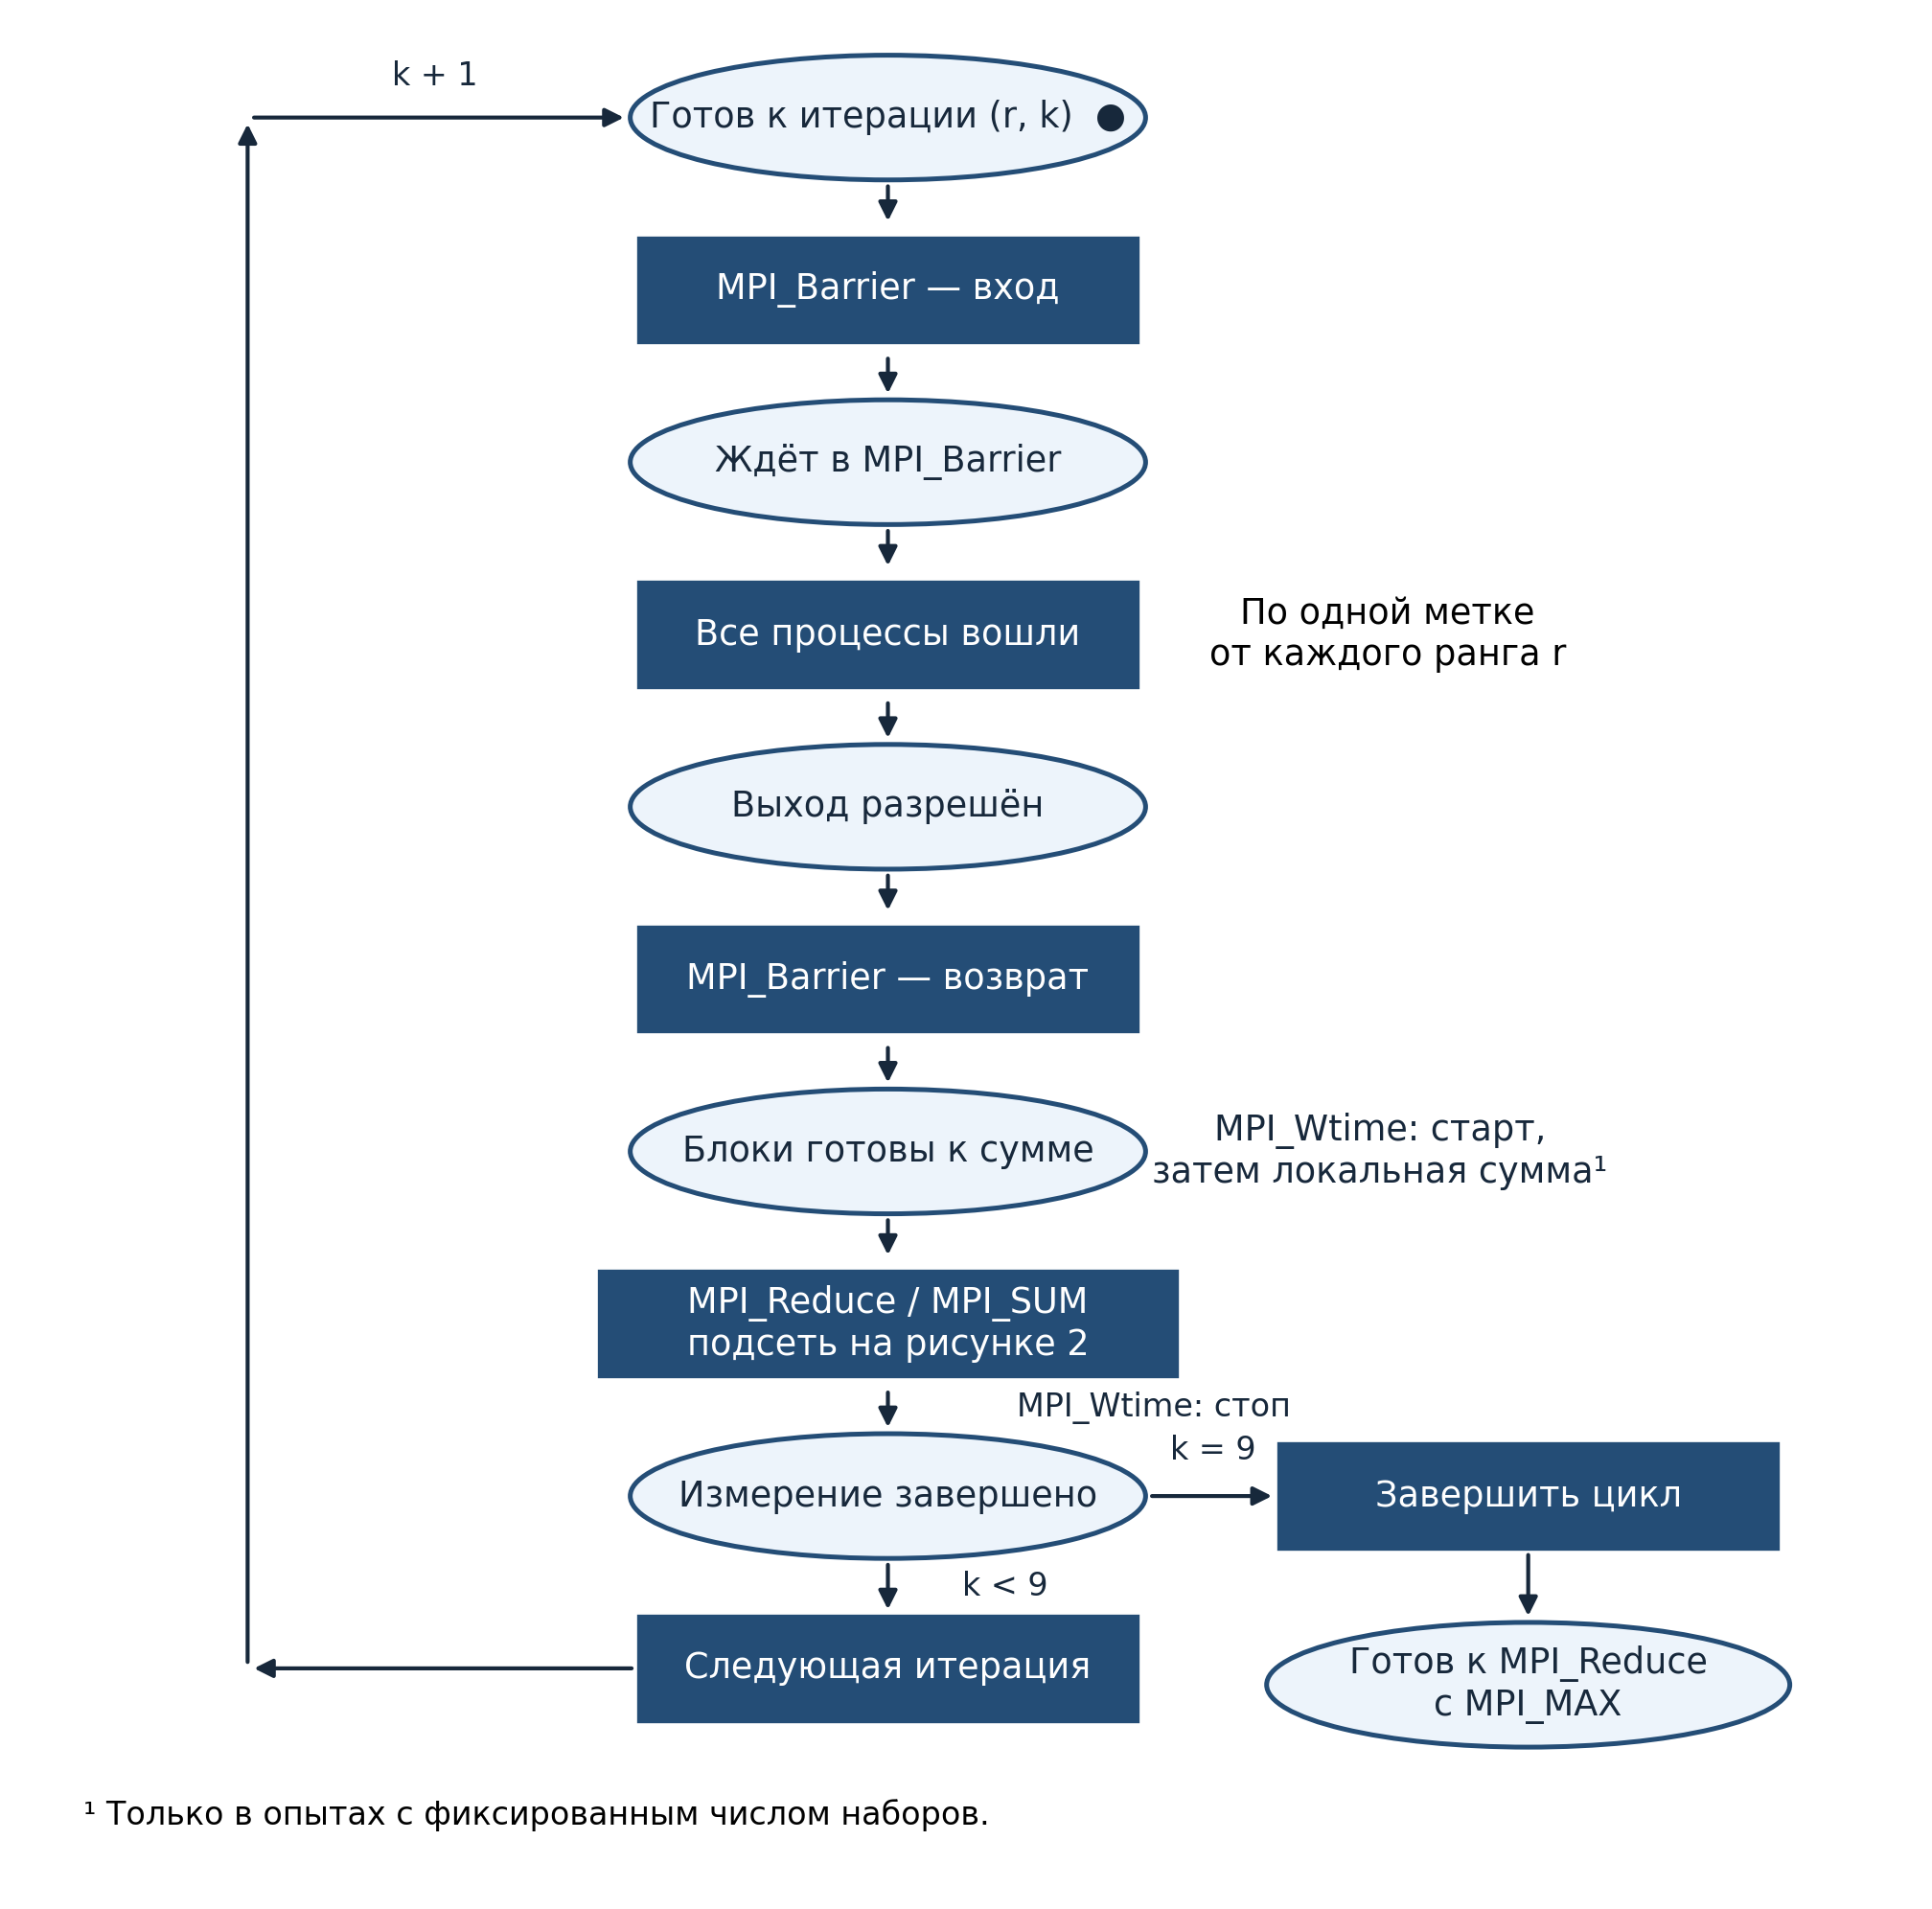 k + 1
Готов к итерации (r, k)
MPI_Barrier — вход
Ждёт в MPI_Barrier
Все процессы вошли
По одной метке
от каждого ранга r
Выход разрешён
MPI_Barrier — возврат
Блоки готовы к сумме
MPI_Wtime: старт,
затем локальная сумма¹
MPI_Reduce / MPI_SUM
подсеть на рисунке 2
MPI_Wtime: стоп
k = 9
Измерение завершено
Завершить цикл
k < 9
Следующая итерация
Готов к MPI_Reduce
с MPI_MAX
¹ Только в опытах с фиксированным числом наборов.